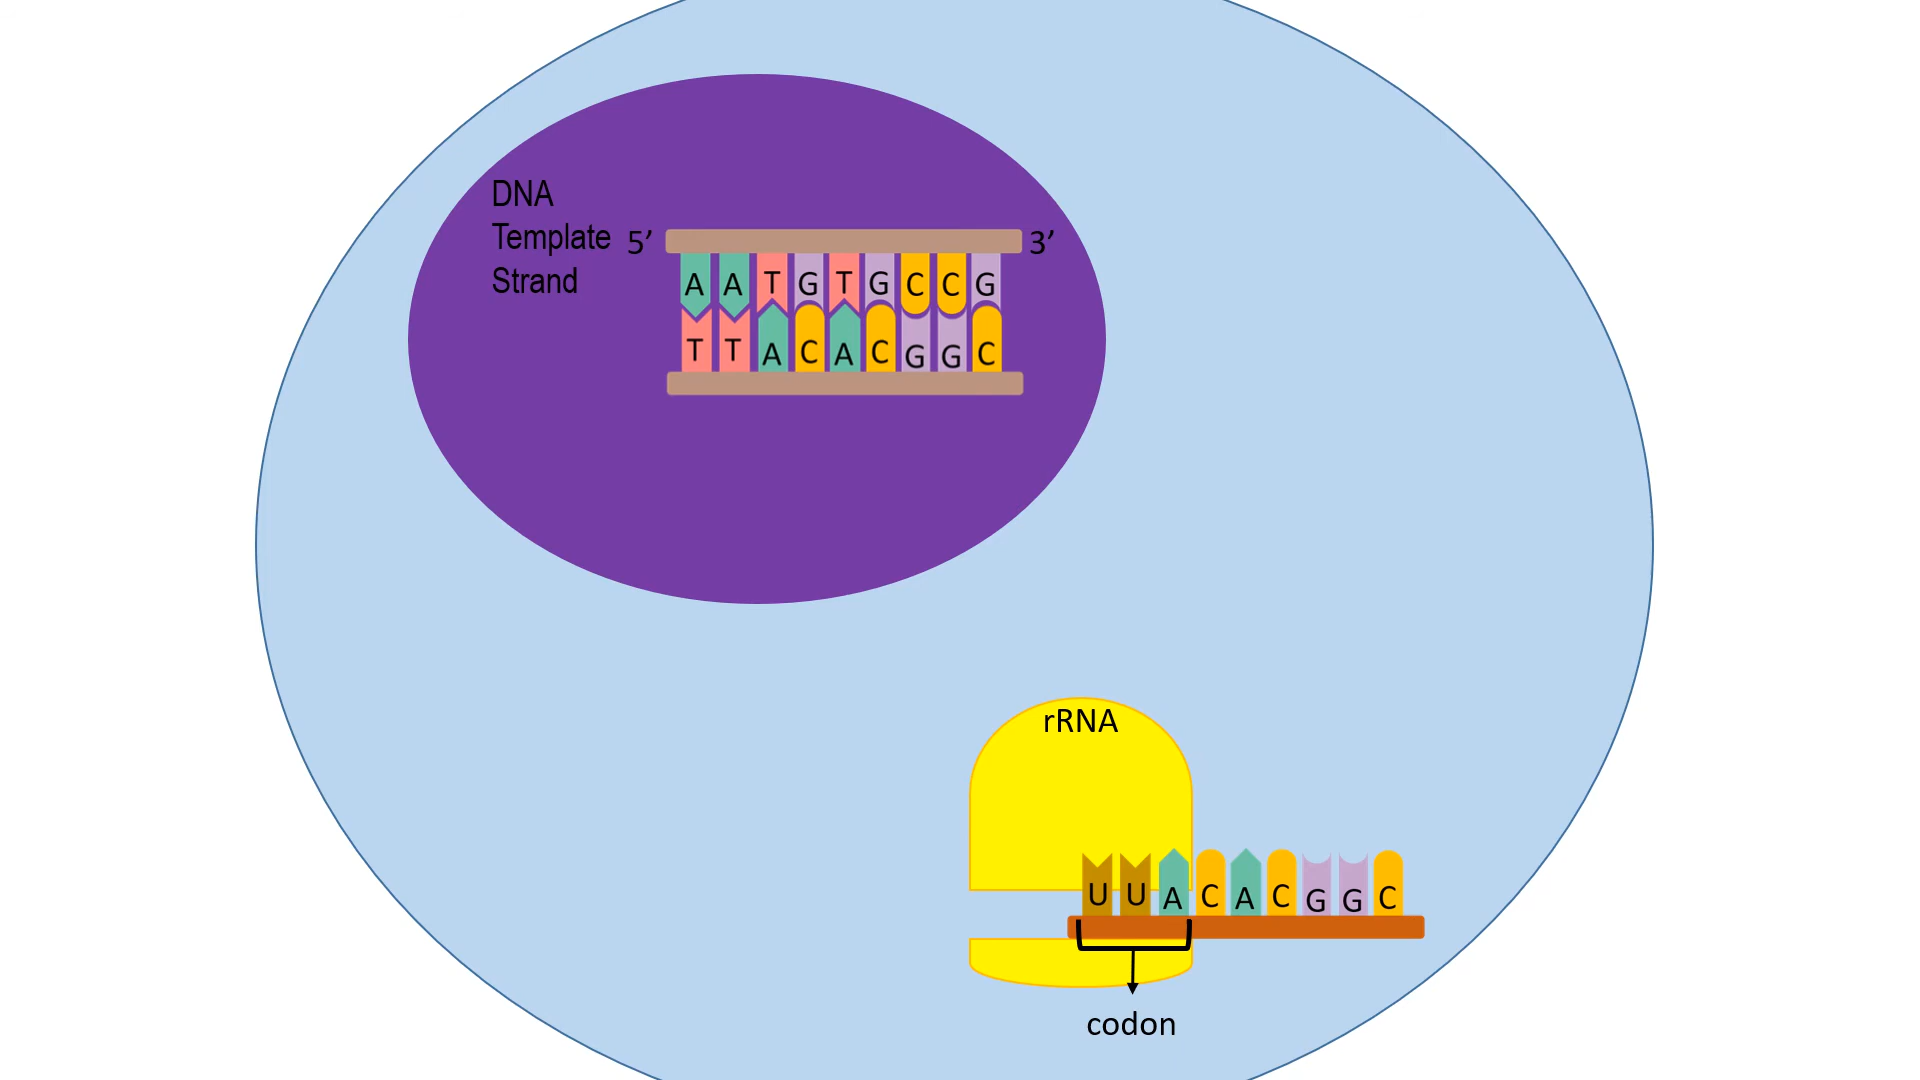 DNA
Template
Strand
5’ 3’
A A T G T G C C G
T T A C A C G G C
rRNA
U U A C A C G G C
codon